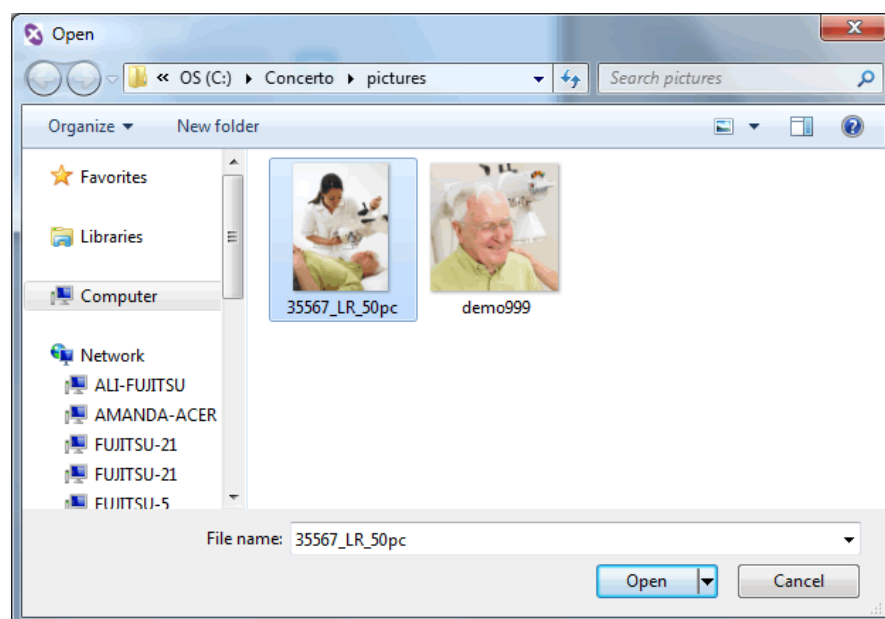 Open
« OS (C:) ▸ Concerto ▸ pictures
Search pictures
Organize
New folder
Favorites
Libraries
Computer
Network
ALI-FUJITSU
AMANDA-ACER
FUJITSU-21
FUJITSU-21
FUJITSU-5
35567_LR_50pc
demo999
File name: 35567_LR_50pc
Open
Cancel